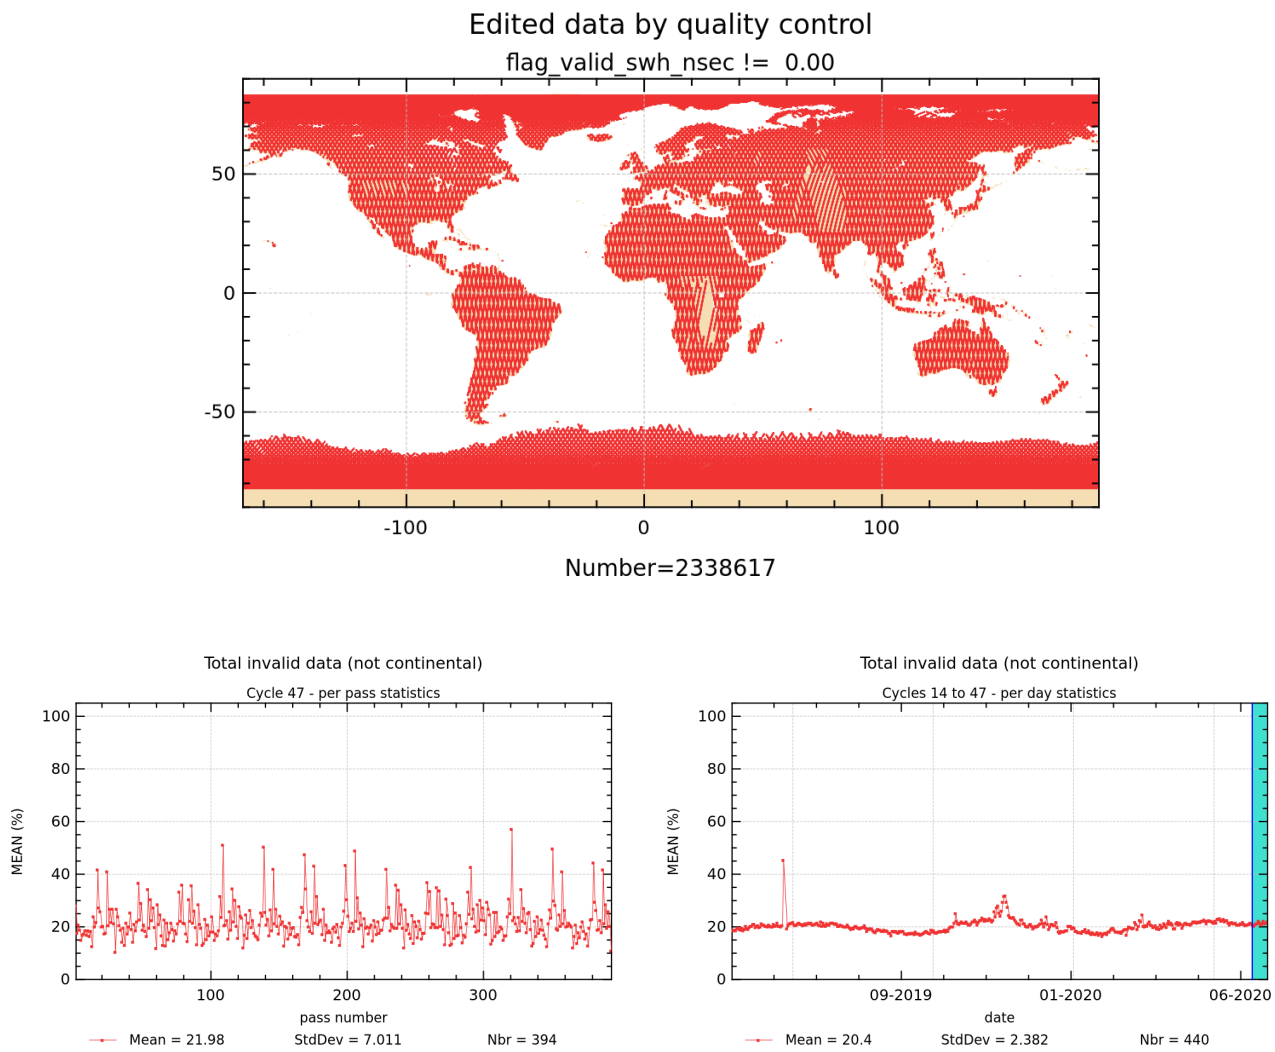 Edited data by quality control
flag_valid_swh_nsec != 0.00
50
0
-50
-100 0 100
Number=2338617
Total invalid data (not continental)
Cycle 47 - per pass statistics
100
80
60
40
20
0
MEAN (%)
100 200 300
pass number
Mean = 21.98 StdDev = 7.011 Nbr = 394
Total invalid data (not continental)
Cycles 14 to 47 - per day statistics
100
80
60
40
20
0
MEAN (%)
09-2019 01-2020 06-2020
date
Mean = 20.4 StdDev = 2.382 Nbr = 440